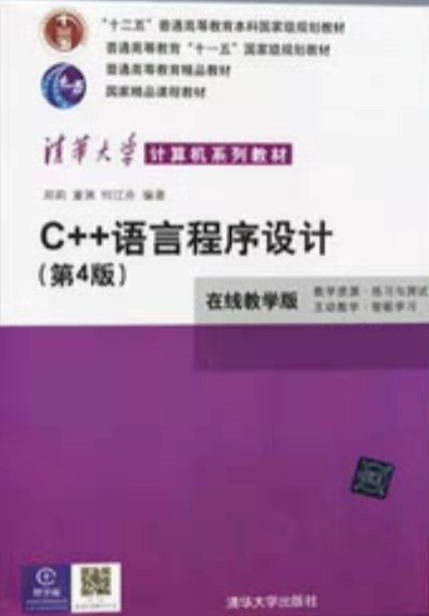 “十二五”普通高等教育本科国家级规划教材
普通高等教育“十一五”国家级规划教材
普通高等教育精品教材
国家精品课程教材
清华大学 计算机系列教材
郑莉 董渊 何江舟 编著
C++语言程序设计
(第4版)
在线教学版
教学资源·练习与测试
互动教学·智能学习
清华大学出版社